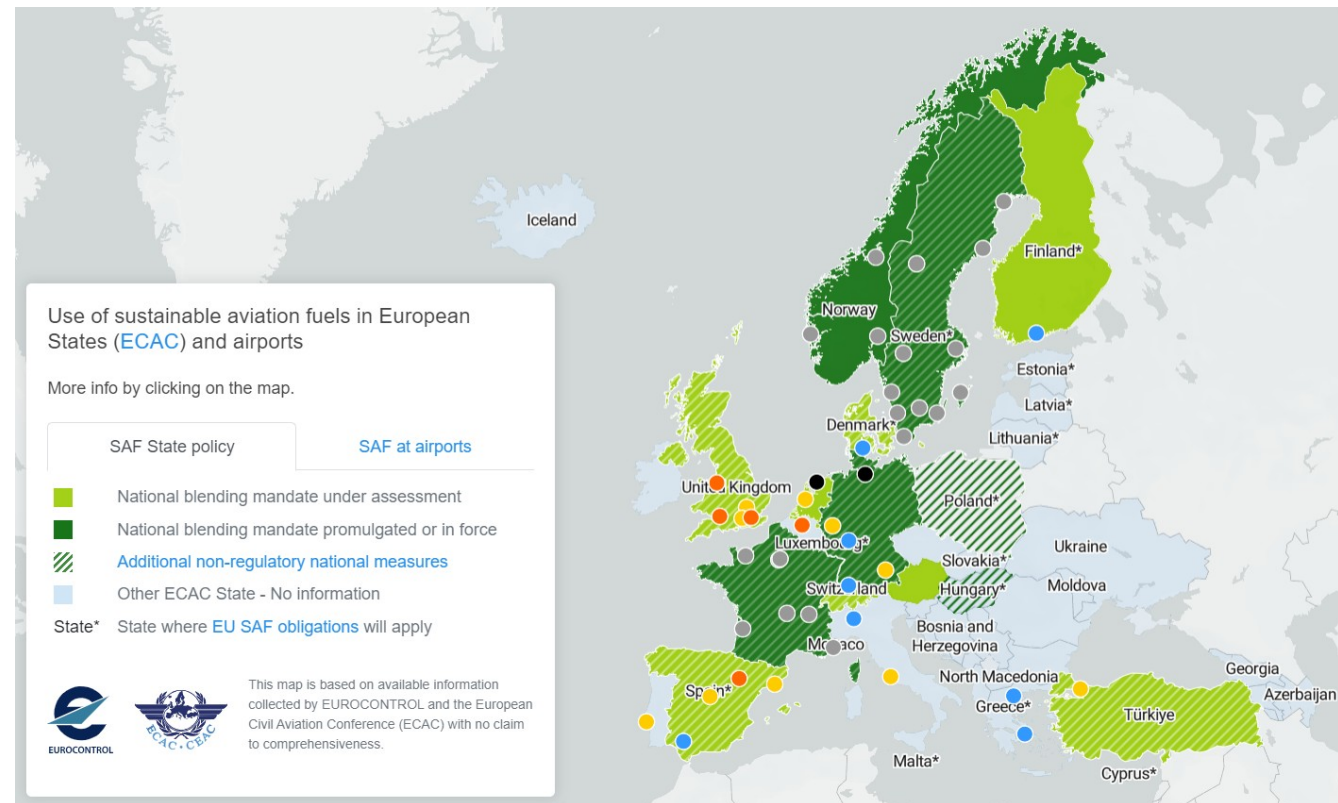 Use of sustainable aviation fuels in European
States (ECAC) and airports
More info by clicking on the map.
SAF State policy
SAF at airports
National blending mandate under assessment
National blending mandate promulgated or in force
Additional non-regulatory national measures
Other ECAC State - No information
State* State where EU SAF obligations will apply
EUROCONTROL
ECAC • CEAC
This map is based on available information
collected by EUROCONTROL and the European
Civil Aviation Conference (ECAC) with no claim
to comprehensiveness.
Iceland
Finland*
Norway
Sweden*
Estonia*
Latvia*
Denmark*
Lithuania*
United Kingdom
Poland*
Luxembourg*
Ukraine
Slovakia*
Switzerland
Hungary*
Moldova
Bosnia and
Herzegovina
Monaco
North Macedonia
Georgia
Spain*
Greece*
Azerbaijan
Türkiye
Malta*
Cyprus*